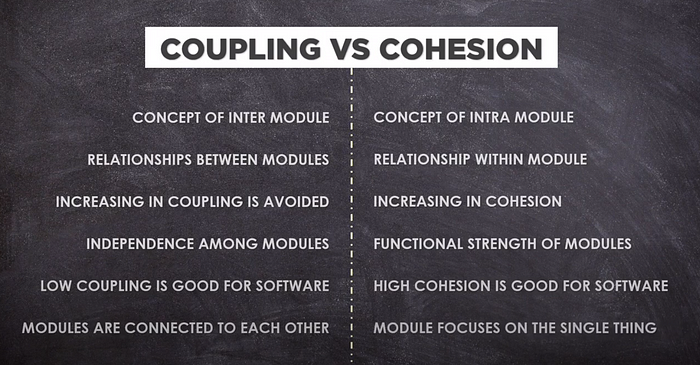 COUPLING VS COHESION
CONCEPT OF INTER MODULE
RELATIONSHIPS BETWEEN MODULES
INCREASING IN COUPLING IS AVOIDED
INDEPENDENCE AMONG MODULES
LOW COUPLING IS GOOD FOR SOFTWARE
MODULES ARE CONNECTED TO EACH OTHER
CONCEPT OF INTRA MODULE
RELATIONSHIP WITHIN MODULE
INCREASING IN COHESION
FUNCTIONAL STRENGTH OF MODULES
HIGH COHESION IS GOOD FOR SOFTWARE
MODULE FOCUSES ON THE SINGLE THING